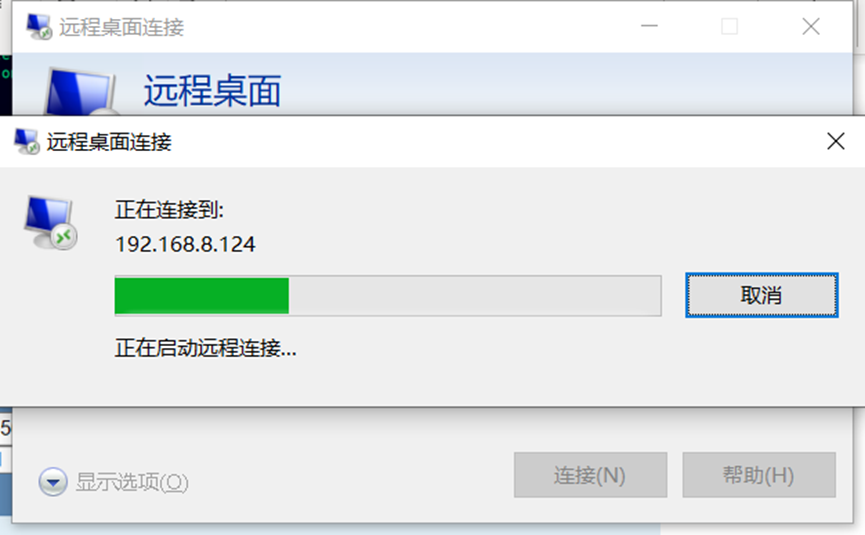 远程桌面连接
远程桌面
远程桌面连接
正在连接到:
192.168.8.124
取消
正在启动远程连接...
显示选项(O)
连接(N)
帮助(H)